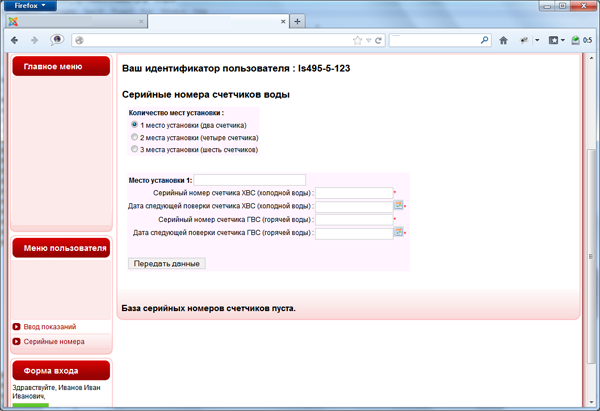 Firefox
0:5
Главное меню
Ваш идентификатор пользователя : ls495-5-123
Серийные номера счетчиков воды
Количество мест установки :
1 место установки (два счетчика)
2 места установки (четыре счетчика)
3 места установки (шесть счетчиков)
Место установки 1:
Серийный номер счетчика ХВС (холодной воды) : *
Дата следующей поверки счетчика ХВС (холодной воды) : *
Серийный номер счетчика ГВС (горячей воды) : *
Дата следующей поверки счетчика ГВС (горячей воды) : *
Передать данные
База серийных номеров счетчиков пуста.
Меню пользователя
Ввод показаний
Серийные номера
Форма входа
Здравствуйте, Иванов Иван
Иванович,